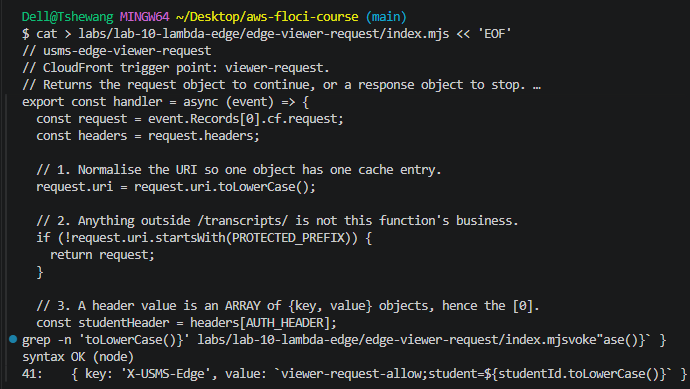 Dell@Tshewang MINGW64 ~/Desktop/aws-floci-course (main)
$ cat > labs/lab-10-lambda-edge/edge-viewer-request/index.mjs << 'EOF'
// usms-edge-viewer-request
// CloudFront trigger point: viewer-request.
// Returns the request object to continue, or a response object to stop. …
export const handler = async (event) => {
  const request = event.Records[0].cf.request;
  const headers = request.headers;

  // 1. Normalise the URI so one object has one cache entry.
  request.uri = request.uri.toLowerCase();

  // 2. Anything outside /transcripts/ is not this function's business.
  if (!request.uri.startsWith(PROTECTED_PREFIX)) {
    return request;
  }

  // 3. A header value is an ARRAY of {key, value} objects, hence the [0].
  const studentHeader = headers[AUTH_HEADER];
grep -n 'toLowerCase()}' labs/lab-10-lambda-edge/edge-viewer-request/index.mjsvoke"ase()}` }
syntax OK (node)
41:    { key: 'X-USMS-Edge', value: `viewer-request-allow;student=${studentId.toLowerCase()}` }